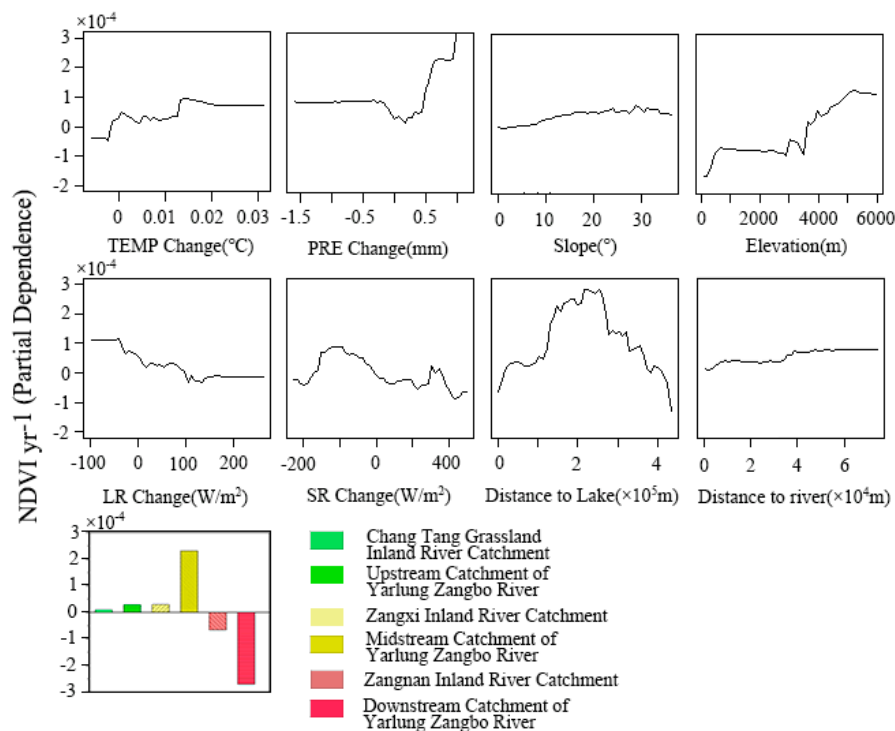 ×10⁻⁴
3
2
1
0
-1
-2
0 0.01 0.02 0.03
TEMP Change(°C)
-1.5 -0.5 0.5
PRE Change(mm)
0 10 20 30
Slope(°)
0 2000 4000 6000
Elevation(m)
NDVI yr⁻¹ (Partial Dependence)
×10⁻⁴
3
2
1
0
-1
-2
-100 0 100 200
LR Change(W/m²)
-200 0 400
SR Change(W/m²)
0 2 4
Distance to Lake(×10⁵m)
0 2 4 6
Distance to river(×10⁴m)
×10⁻⁴
3
2
1
0
-1
-2
-3
Chang Tang Grassland
Inland River Catchment
Upstream Catchment of
Yarlung Zangbo River
Zangxi Inland River Catchment
Midstream Catchment of
Yarlung Zangbo River
Zangnan Inland River Catchment
Downstream Catchment of
Yarlung Zangbo River